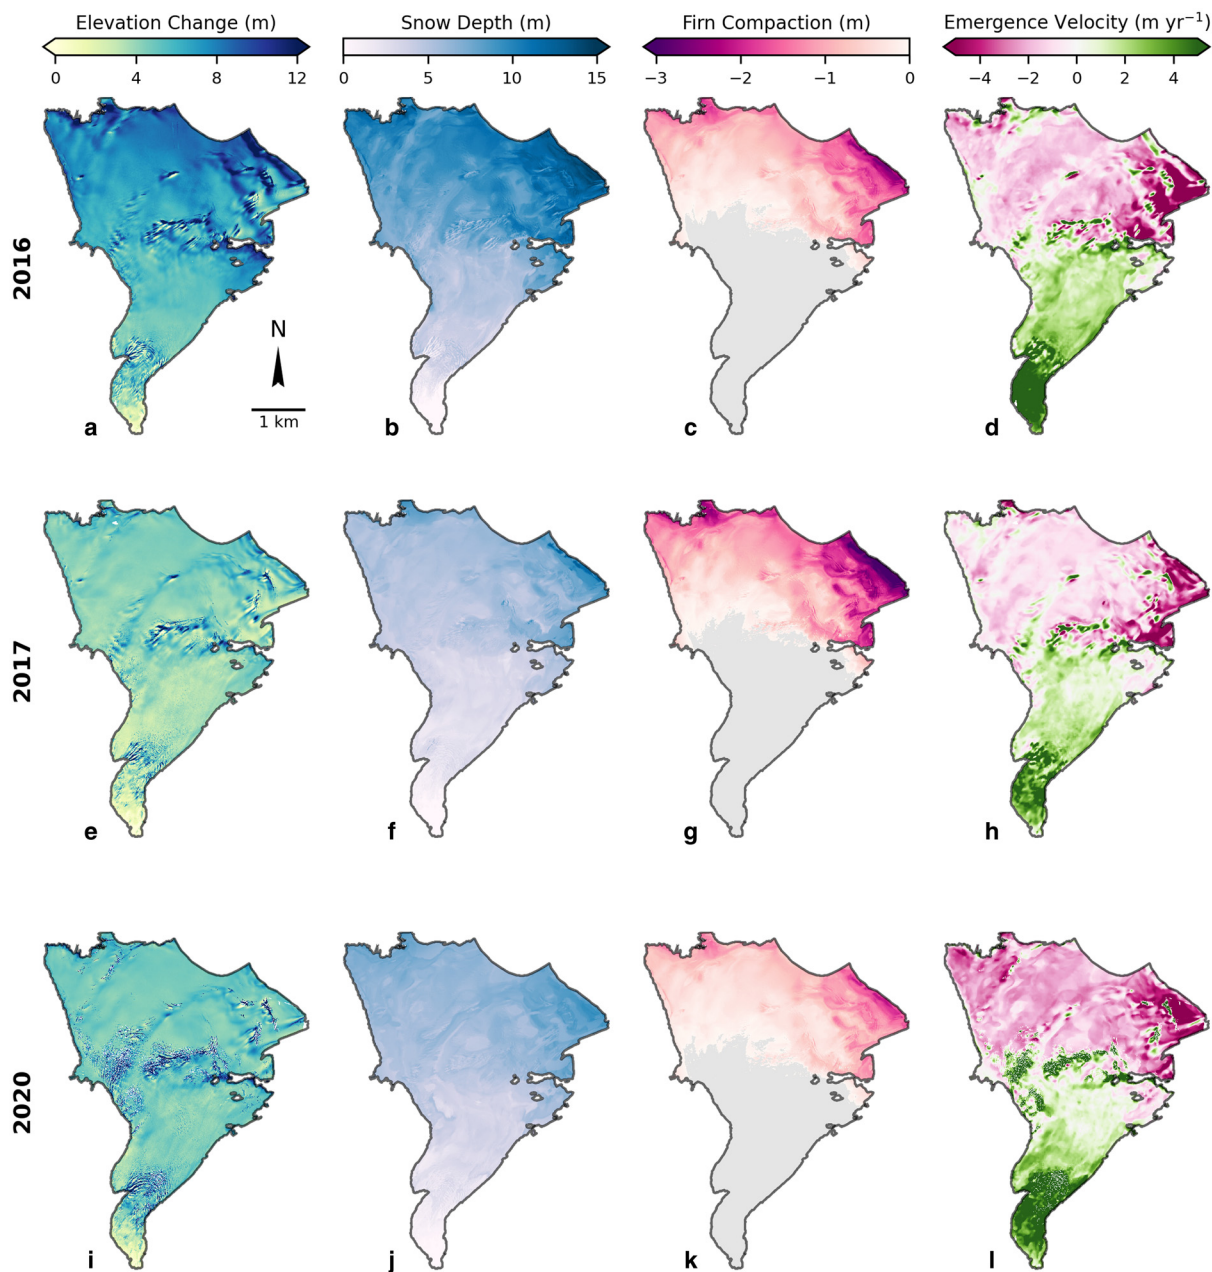 Elevation Change (m) Snow Depth (m) Firn Compaction (m) Emergence Velocity (m yr⁻¹)
0 4 8 12 0 5 10 15 −3 −2 −1 0 −4 −2 0 2 4
2016
N
1 km
a b c d
2017
e f g h
2020
i j k l